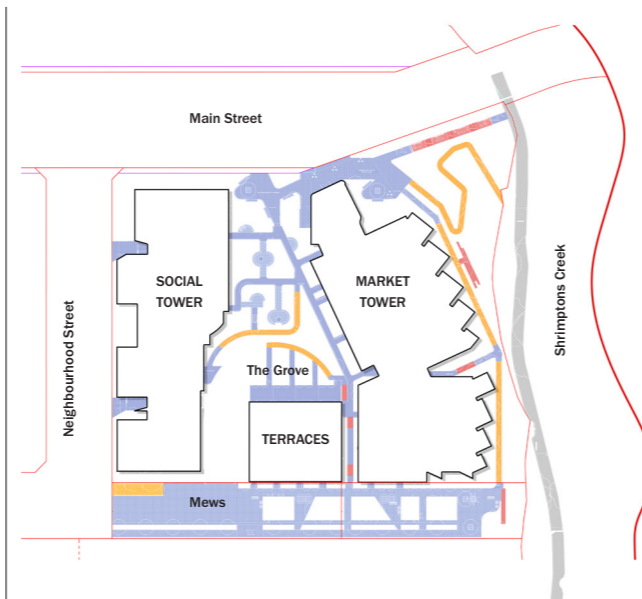 Main Street
SOCIAL
TOWER
MARKET
TOWER
Neighbourhood Street
Shrimptons Creek
The Grove
TERRACES
Mews